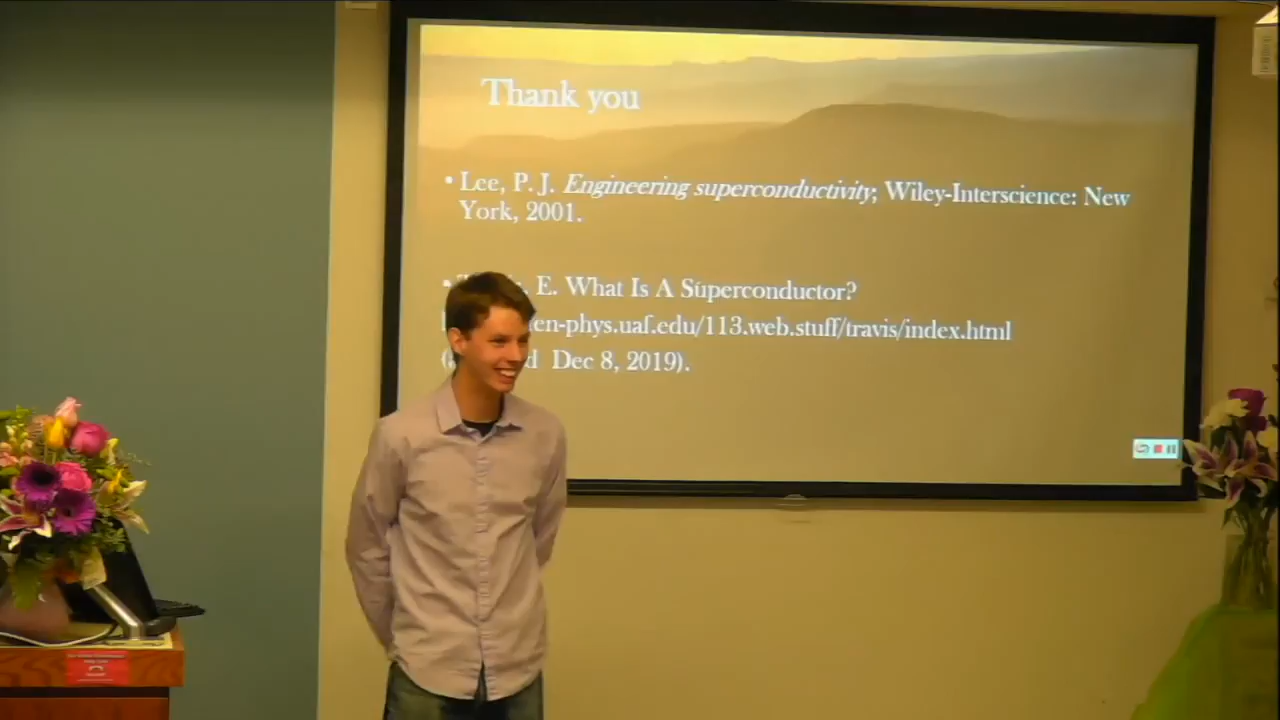 Thank you
• Lee, P. J. Engineering superconductivity; Wiley-Interscience: New
York, 2001.
• E. What Is A Superconductor?
en-phys.uaf.edu/113.web.stuff/travis/index.html
d Dec 8, 2019).